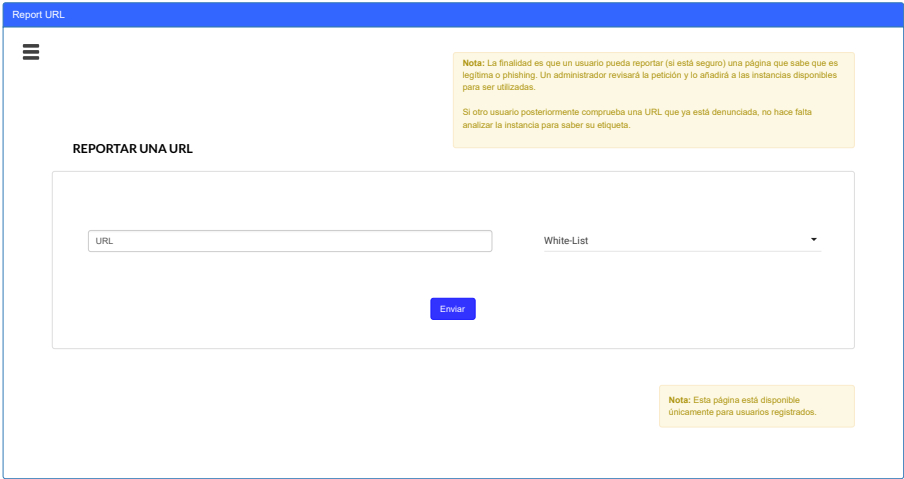 Report URL
Nota: La finalidad es que un usuario pueda reportar (si está seguro) una página que sabe que es
legítima o phishing. Un administrador revisará la petición y lo añadirá a las instancias disponibles
para ser utilizadas.
Si otro usuario posteriormente comprueba una URL que ya está denunciada, no hace falta
analizar la instancia para saber su etiqueta.
REPORTAR UNA URL
URL
White-List
Enviar
Nota: Esta página está disponible
únicamente para usuarios registrados.